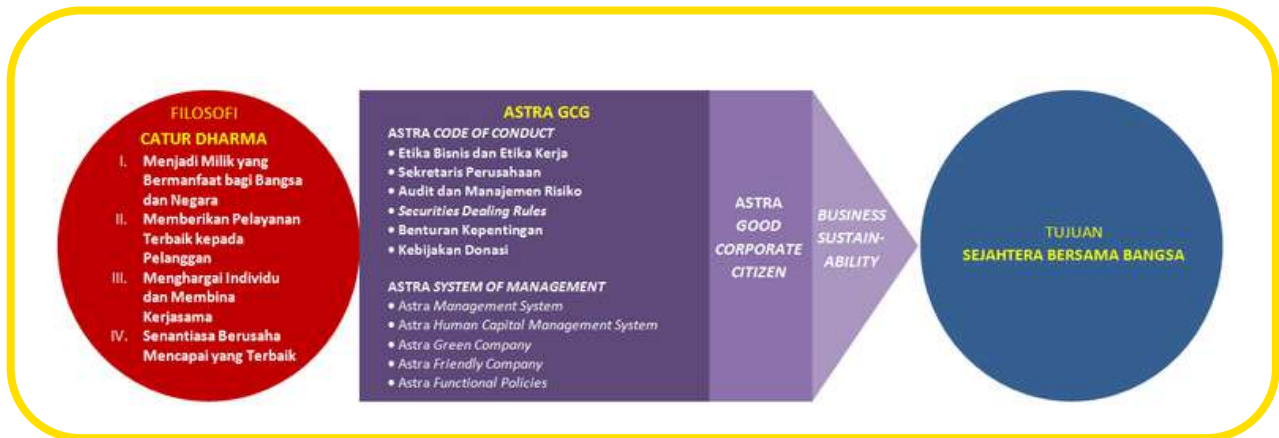 FILOSOFI
CATUR DHARMA
I. Menjadi Milik yang
Bermanfaat bagi Bangsa
dan Negara
II. Memberikan Pelayanan
Terbaik kepada
Pelanggan
III. Menghargai Individu
dan Membina
Kerjasama
IV. Senantiasa Berusaha
Mencapai yang Terbaik
ASTRA GCG
ASTRA CODE OF CONDUCT
• Etika Bisnis dan Etika Kerja
• Sekretaris Perusahaan
• Audit dan Manajemen Risiko
• Securities Dealing Rules
• Benturan Kepentingan
• Kebijakan Donasi
ASTRA SYSTEM OF MANAGEMENT
• Astra Management System
• Astra Human Capital Management System
• Astra Green Company
• Astra Friendly Company
• Astra Functional Policies
ASTRA
GOOD
CORPORATE
CITIZEN
BUSINESS
SUSTAIN-
ABILITY
TUJUAN
SEJAHTERA BERSAMA BANGSA